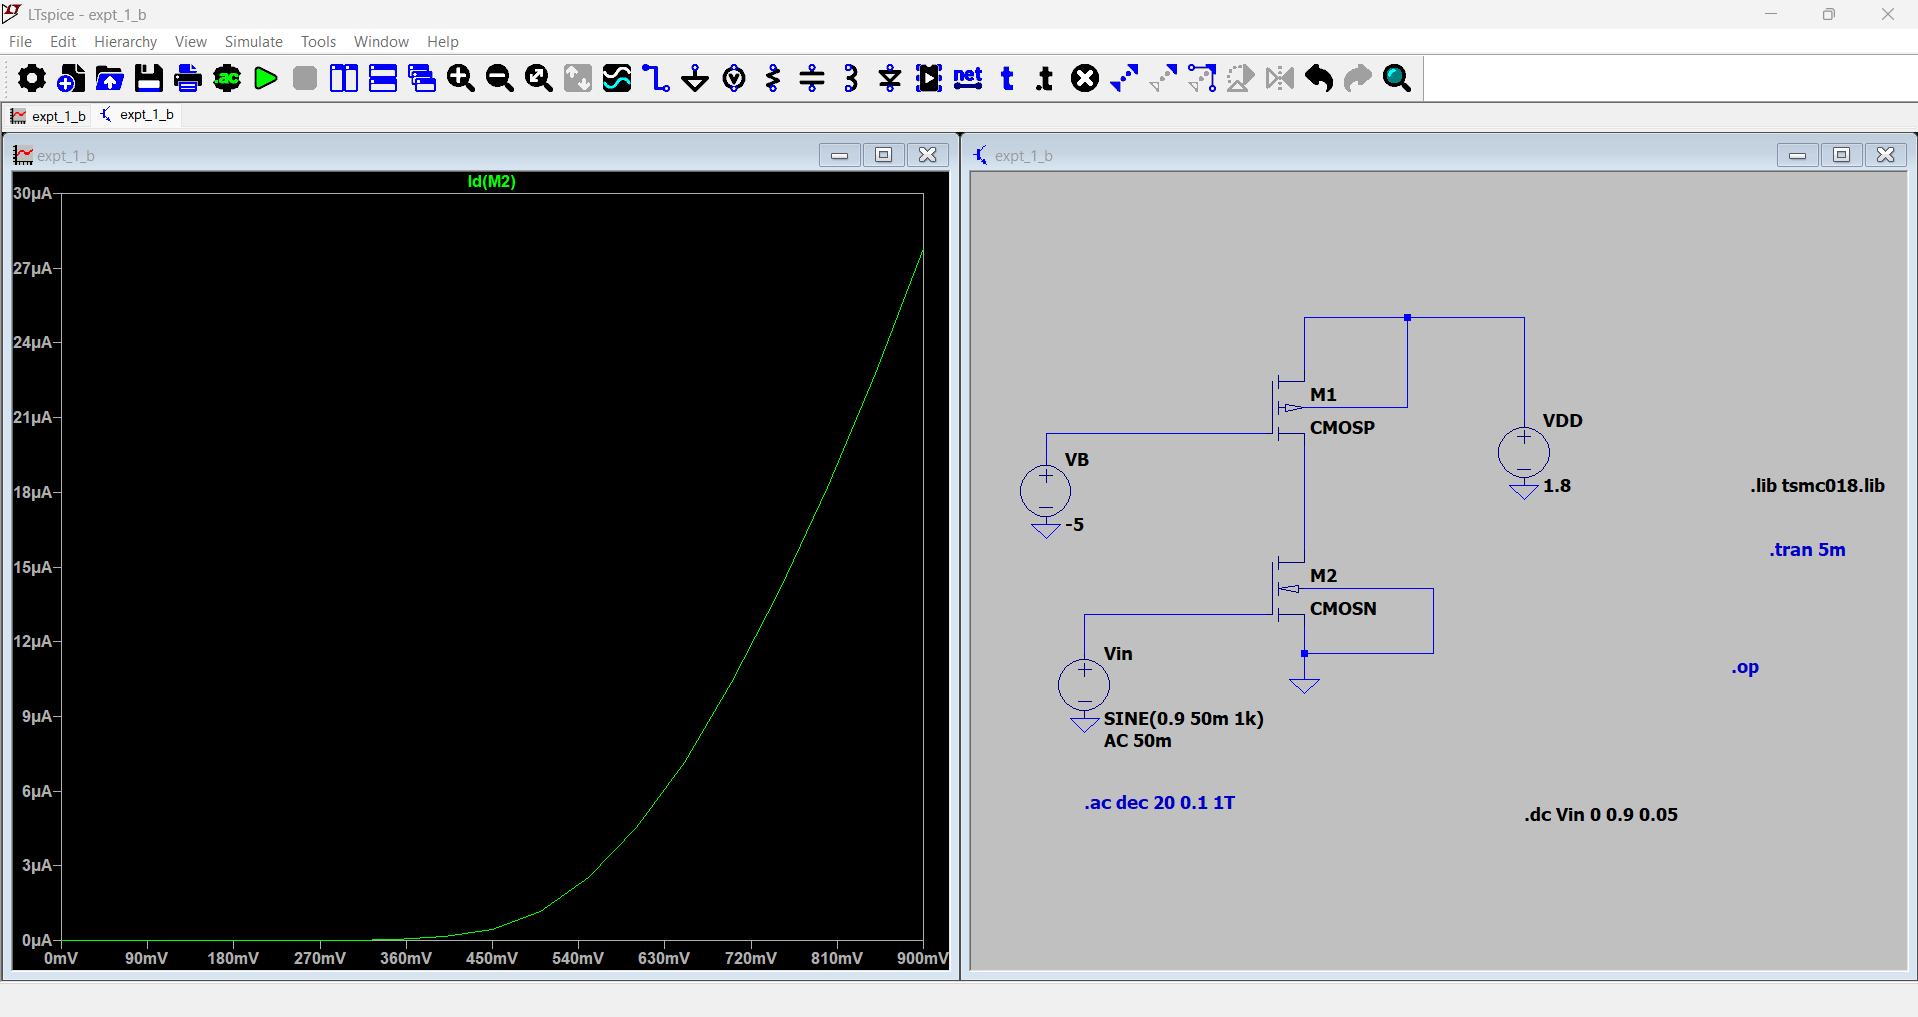 LTspice - expt_1_b
File Edit Hierarchy View Simulate Tools Window Help
.ac
net
t
.t
expt_1_b
expt_1_b
expt_1_b
Id(M2)
30µA
27µA
24µA
21µA
18µA
15µA
12µA
9µA
6µA
3µA
0µA
0mV 90mV 180mV 270mV 360mV 450mV 540mV 630mV 720mV 810mV 900mV
expt_1_b
M1
CMOSP
VDD
1.8
VB
-5
.lib tsmc018.lib
.tran 5m
M2
CMOSN
Vin
SINE(0.9 50m 1k)
AC 50m
.op
.ac dec 20 0.1 1T
.dc Vin 0 0.9 0.05